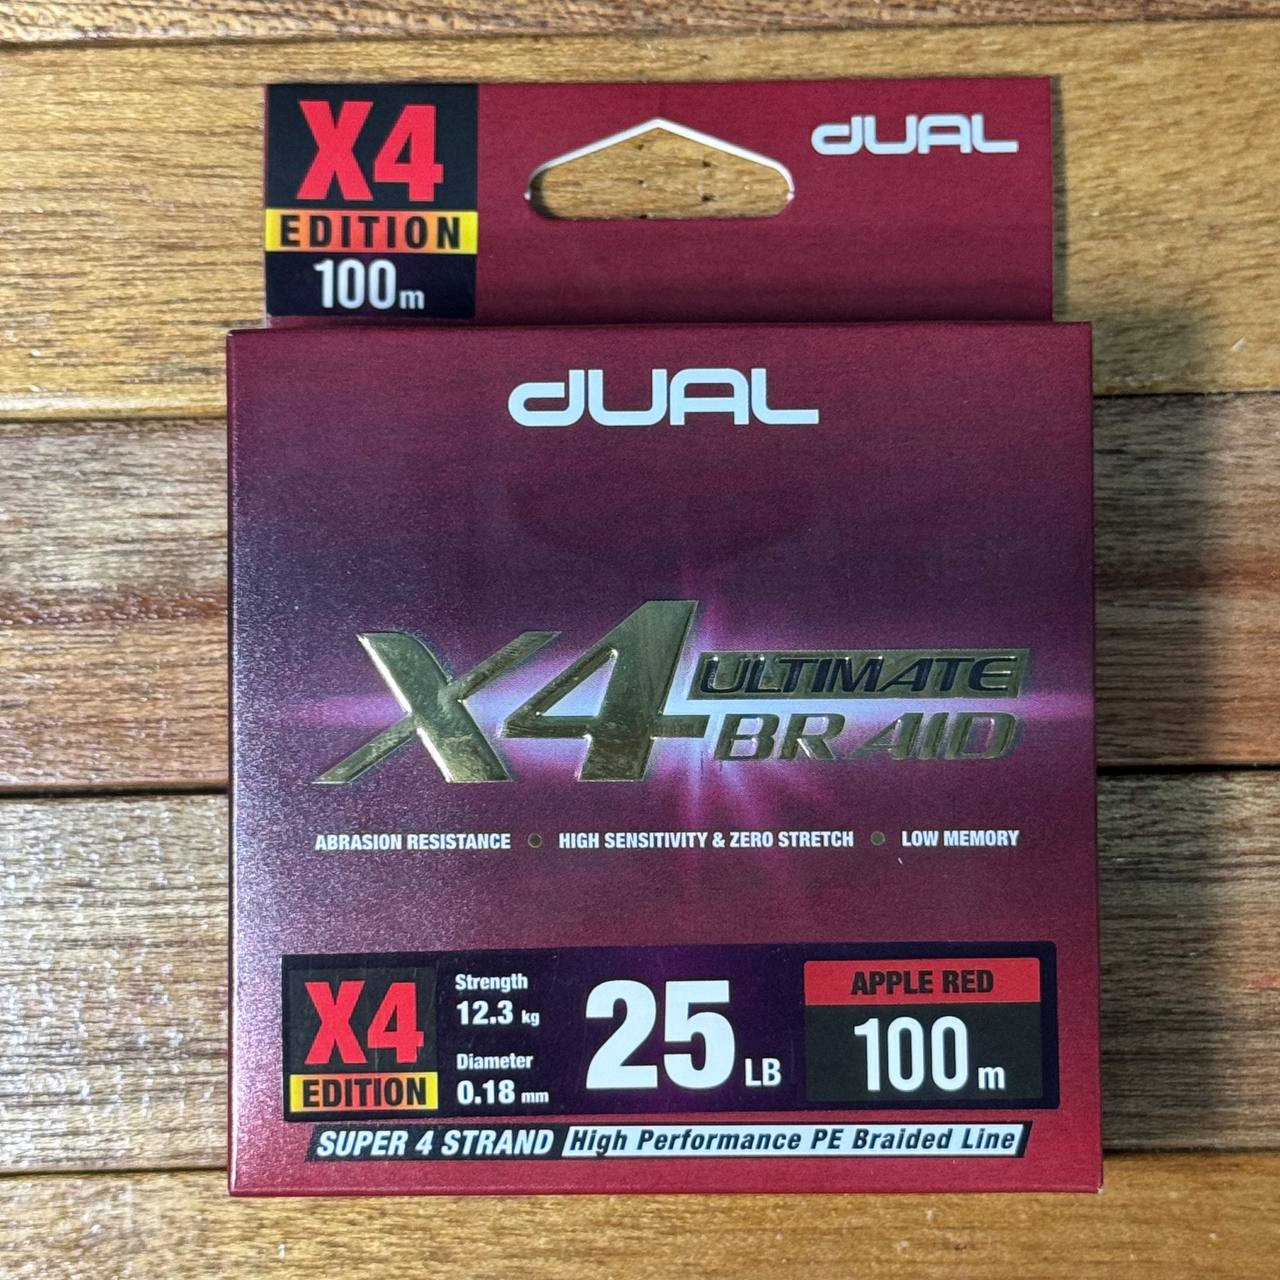 X4
EDITION
100m
dUAL
dUAL
X4 ULTIMATE
BRAID
ABRASION RESISTANCE • HIGH SENSITIVITY & ZERO STRETCH • LOW MEMORY
X4
EDITION
Strength
12.3 kg
Diameter
0.18 mm
25 LB
APPLE RED
100m
SUPER 4 STRAND High Performance PE Braided Line